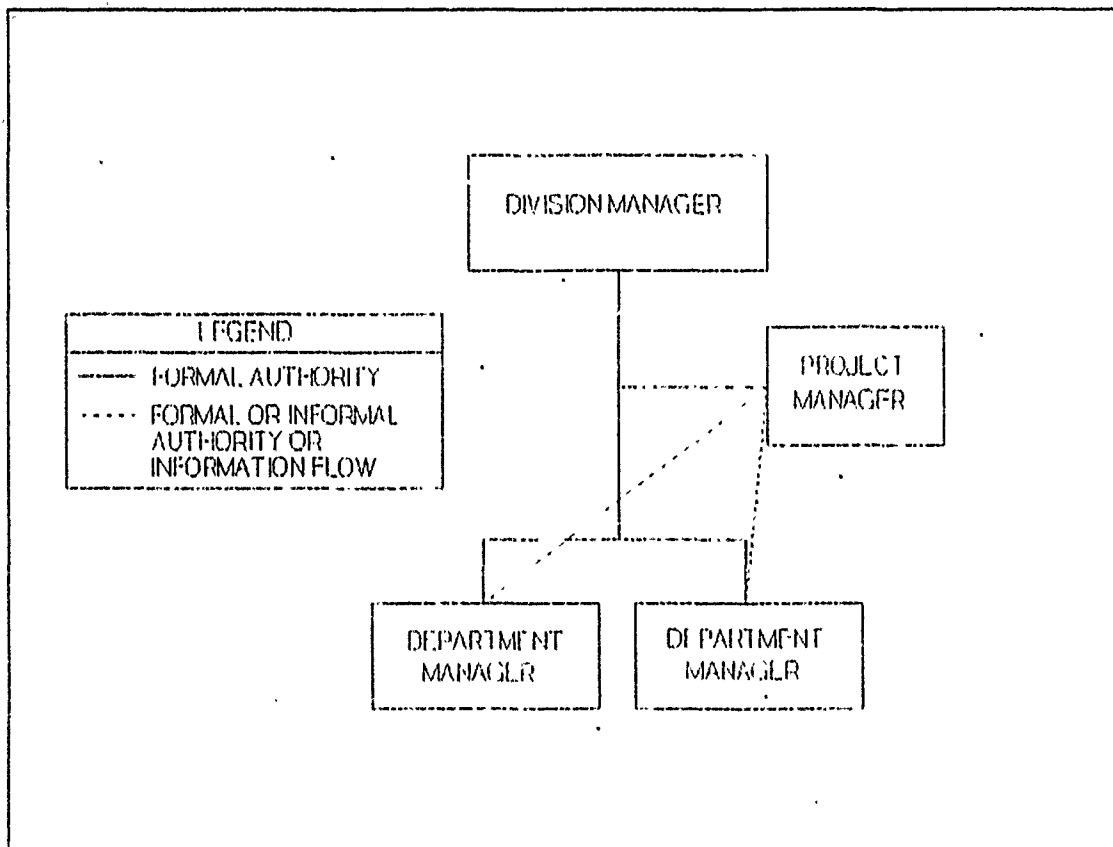 DIVISION MANAGER
LEGEND
FORMAL AUTHORITY
FORMAL OR INFORMAL
AUTHORITY OR
INFORMATION FLOW
PROJECT
MANAGER
DEPARTMENT
MANAGER
DEPARTMENT
MANAGER